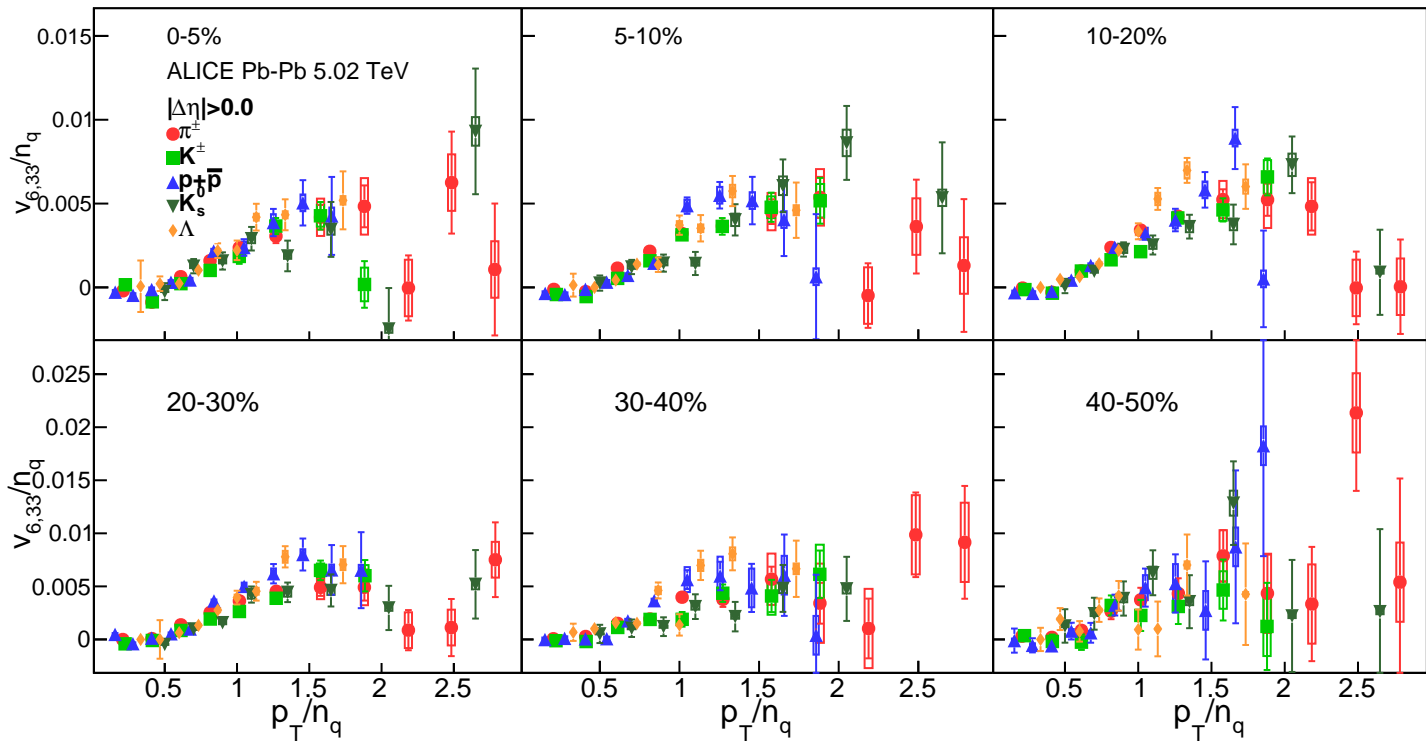 0-5%
5-10%
10-20%
ALICE Pb-Pb 5.02 TeV
|Δη|>0.0
π±
K±
p+p̅
K0s
Λ
v6,33/nq
0.015
0.01
0.005
0
20-30%
30-40%
40-50%
v6,33/nq
0.025
0.02
0.015
0.01
0.005
0
0.5 1 1.5 2 2.5
0.5 1 1.5 2 2.5
0.5 1 1.5 2 2.5
pT/nq
pT/nq
pT/nq